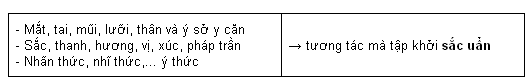 - Mắt, tai, mũi, lưỡi, thân và ý sở y căn
- Sắc, thanh, hương, vị, xúc, pháp trần
- Nhãn thức, nhĩ thức,... ý thức
→ tương tác mà tập khởi sắc uẩn